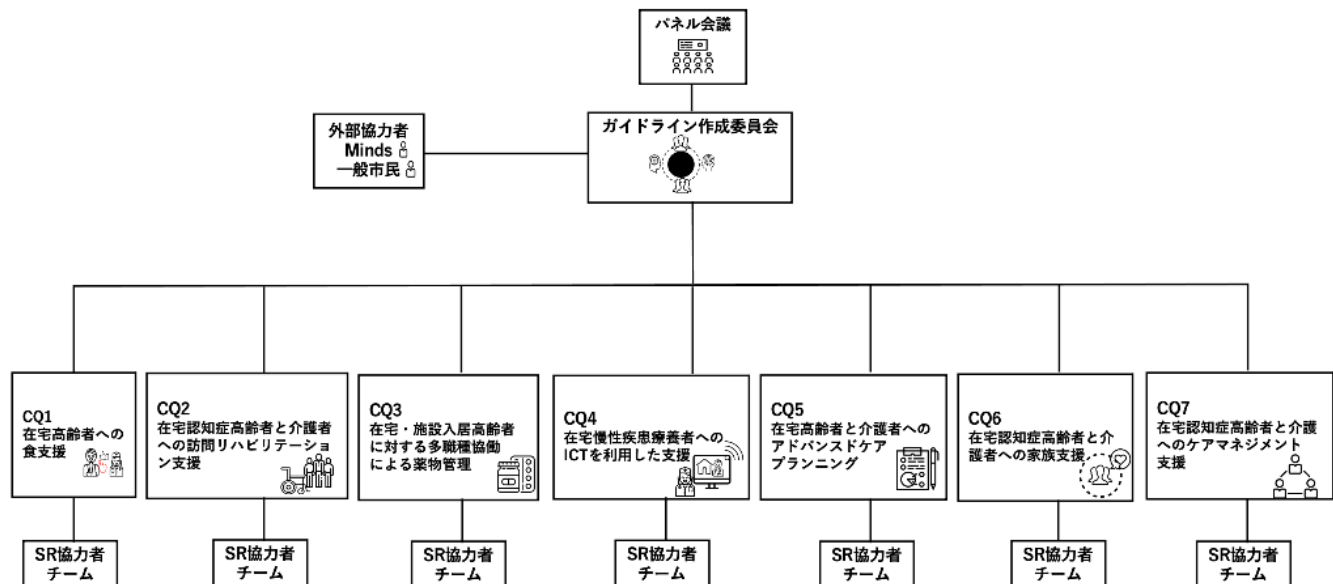 パネル会議
ガイドライン作成委員会
外部協力者
Minds
一般市民
CQ1
在宅高齢者への
食支援
CQ2
在宅認知症高齢者と介護者
への訪問リハビリテーショ
ン支援
CQ3
在宅・施設入居高齢者
に対する多職種協働
による薬物管理
CQ4
在宅慢性疾患療養者への
ICTを利用した支援
CQ5
在宅高齢者と介護者への
アドバンスドケア
プランニング
CQ6
在宅認知症高齢者と介
護者への家族支援
CQ7
在宅認知症高齢者と介護
へのケアマネジメント
支援
SR協力者
チーム
SR協力者
チーム
SR協力者
チーム
SR協力者
チーム
SR協力者
チーム
SR協力者
チーム
SR協力者
チーム